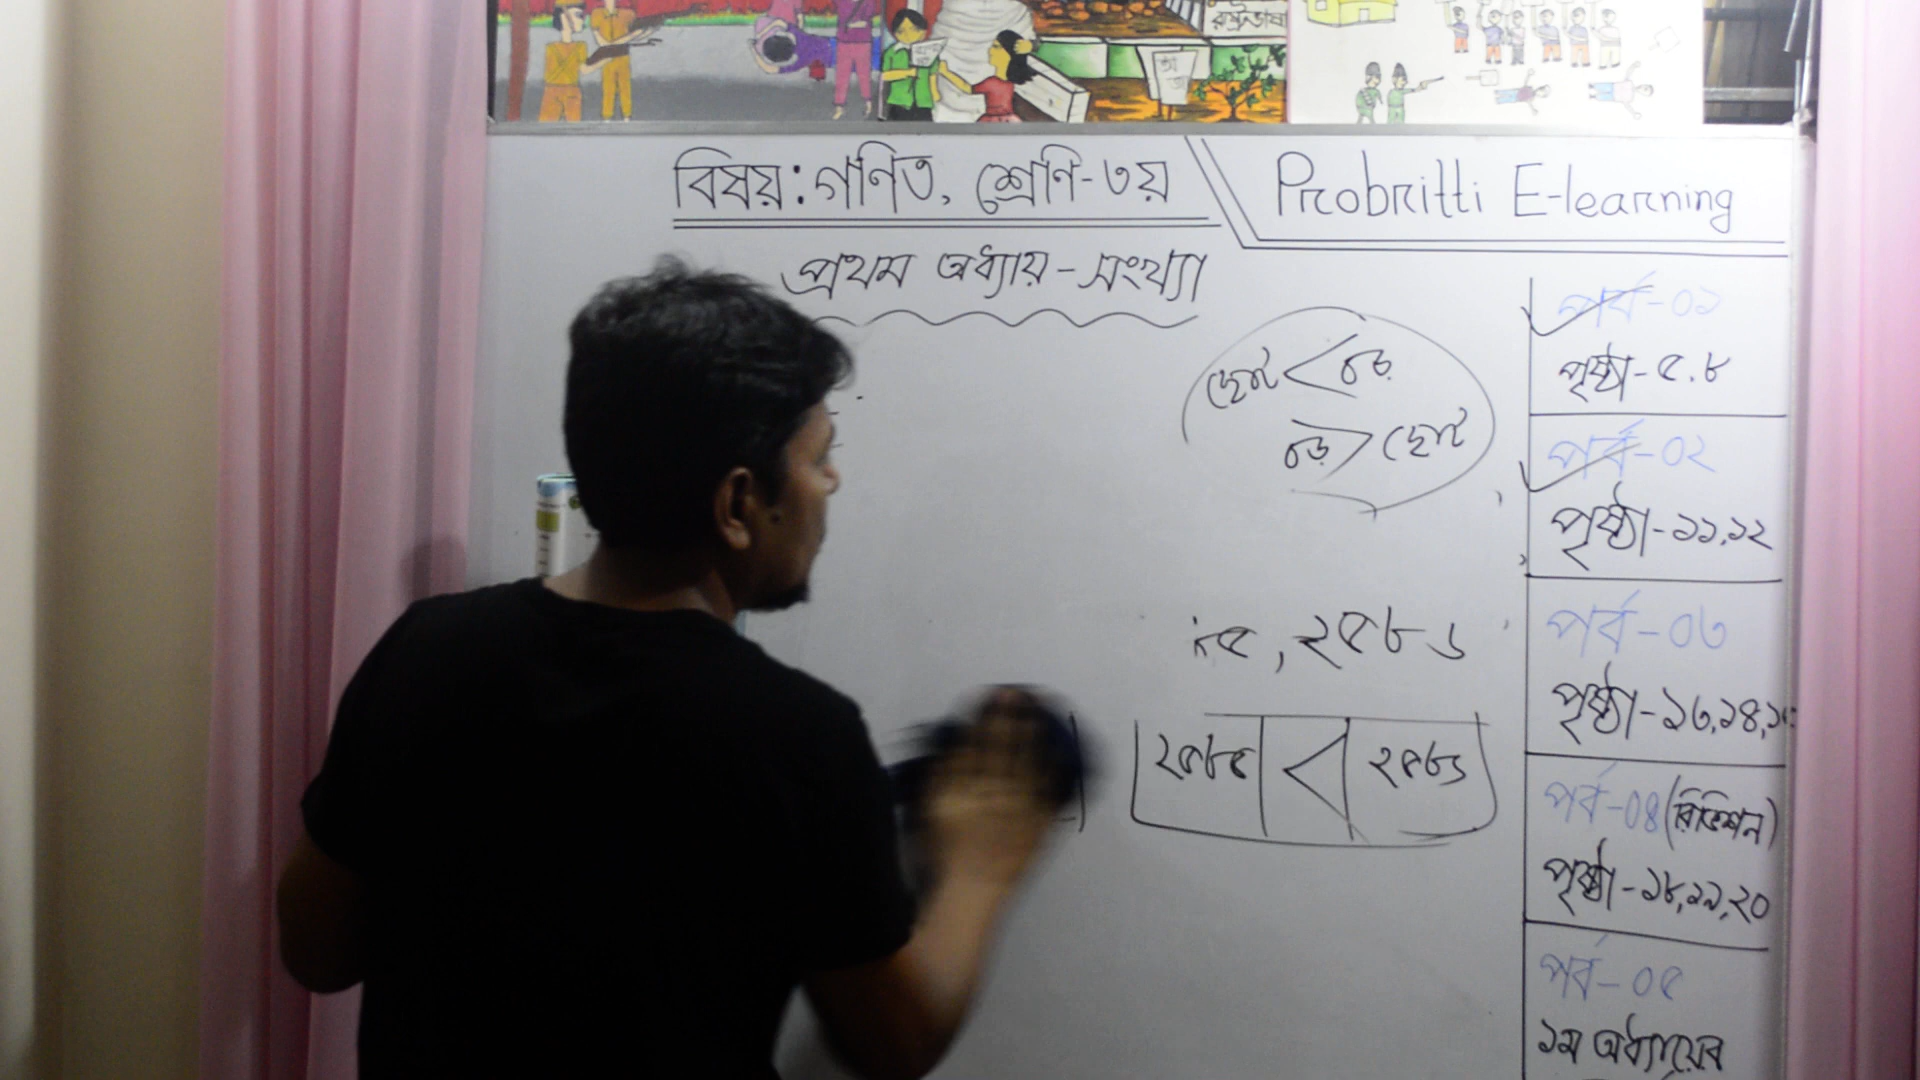 রাষ্ট্রভাষা
বিষয়: গণিত, শ্রেণি-৩য়
Probritti E-learning
প্রথম অধ্যায়-সংখ্যা
ছোট < বড়
বড় > ছোট
পর্ব-০১
পৃষ্ঠা-৫,৮
পর্ব-০২
পৃষ্ঠা-১১,১২
পর্ব-০৩
পৃষ্ঠা-১৩,১৪,
পর্ব-০৪(রিভিশন)
পৃষ্ঠা-১৮,১৯,২০
পর্ব-০৫
১ম অধ্যায়ের